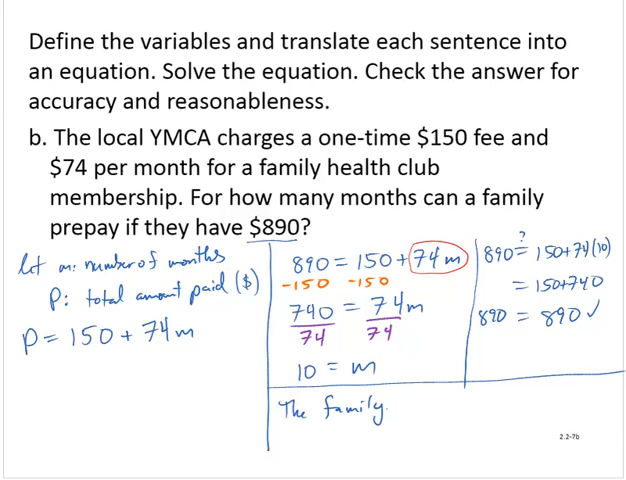 Define the variables and translate each sentence into
an equation. Solve the equation. Check the answer for
accuracy and reasonableness.
b. The local YMCA charges a one-time $150 fee and
$74 per month for a family health club
membership. For how many months can a family
prepay if they have $890?
let m: number of months
P: total amount paid ($)
P = 150 + 74m
890 = 150 + 74m
-150 -150
740 = 74m
74 74
10 = m
890 ?= 150+74(10)
= 150+740
890 = 890 ✓
The family
2.2-7b